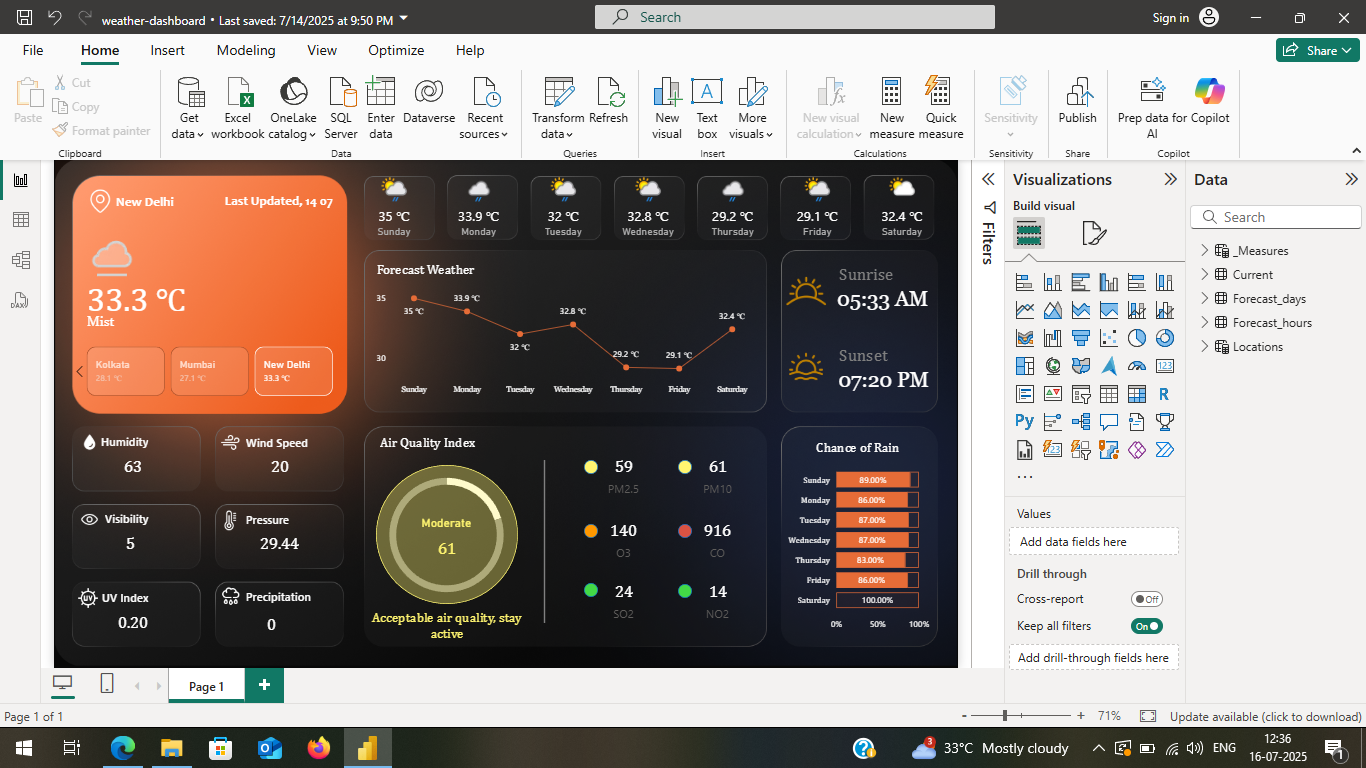 weather-dashboard • Last saved: 7/14/2025 at 9:50 PM
Search
Sign in
File
Home
Insert
Modeling
View
Optimize
Help
Share
Paste
Cut
Copy
Format painter
Get data
Excel workbook
OneLake catalog
SQL Server
Enter data
Dataverse
Recent sources
Transform data
Refresh
New visual
Text box
More visuals
New visual calculation
New measure
Quick measure
Sensitivity
Publish
Prep data for AI
Copilot
Clipboard
Data
Queries
Insert
Calculations
Sensitivity
Share
Copilot
New Delhi
Last Updated, 14 07
33.3 °C
Mist
Kolkata
28.1 °C
Mumbai
27.1 °C
New Delhi
33.3 °C
35 °C
Sunday
33.9 °C
Monday
32 °C
Tuesday
32.8 °C
Wednesday
29.2 °C
Thursday
29.1 °C
Friday
32.4 °C
Saturday
Forecast Weather
35
30
35 °C
33.9 °C
32 °C
32.8 °C
29.2 °C
29.1 °C
32.4 °C
Sunday
Monday
Tuesday
Wednesday
Thursday
Friday
Saturday
Sunrise
05:33 AM
Sunset
07:20 PM
Humidity
63
Wind Speed
20
Visibility
5
Pressure
29.44
UV
UV Index
0.20
Precipitation
0
Air Quality Index
Moderate
61
Acceptable air quality, stay
active
59
PM2.5
61
PM10
140
O3
916
CO
24
SO2
14
NO2
Chance of Rain
Sunday 89.00%
Monday 86.00%
Tuesday 87.00%
Wednesday 87.00%
Thursday 83.00%
Friday 86.00%
Saturday 100.00%
0% 50% 100%
Filters
Visualizations
Build visual
123
R
Py
123
...
Values
Add data fields here
Drill through
Cross-report
Off
Keep all filters
On
Add drill-through fields here
Data
Search
_Measures
Current
Forecast_days
Forecast_hours
Locations
DAX
Page 1
+
Page 1 of 1
- + 71%
Update available (click to download)
3
33°C Mostly cloudy
ENG
12:36
16-07-2025
1